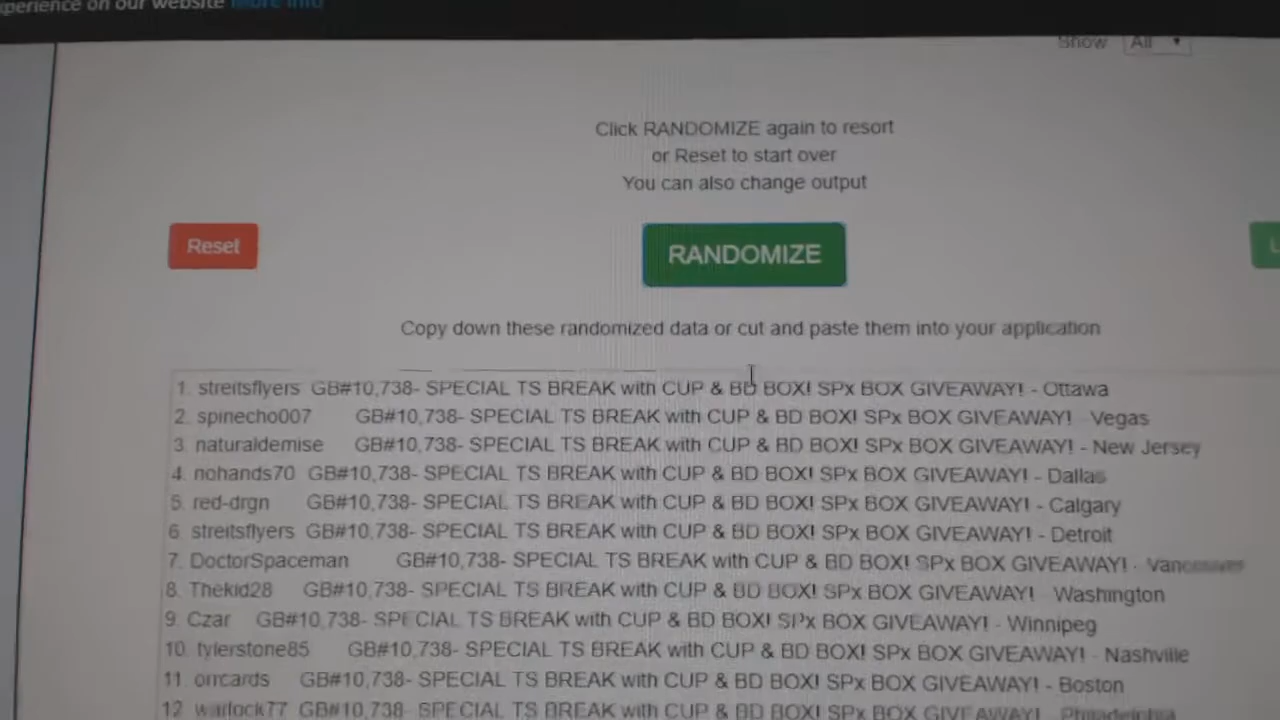 xperience on our website More info
Show All
Click RANDOMIZE again to resort
or Reset to start over
You can also change output
Reset
RANDOMIZE
Copy down these randomized data or cut and paste them into your application
1. streitsflyers GB#10,738- SPECIAL TS BREAK with CUP & BD BOX! SPx BOX GIVEAWAY! - Ottawa
2. spinecho007 GB#10,738- SPECIAL TS BREAK with CUP & BD BOX! SPx BOX GIVEAWAY! - Vegas
3. naturaldemise GB#10,738- SPECIAL TS BREAK with CUP & BD BOX! SPx BOX GIVEAWAY! - New Jersey
4. nohands70 GB#10,738- SPECIAL TS BREAK with CUP & BD BOX! SPx BOX GIVEAWAY! - Dallas
5. red-drgn GB#10,738- SPECIAL TS BREAK with CUP & BD BOX! SPx BOX GIVEAWAY! - Calgary
6. streitsflyers GB#10,738- SPECIAL TS BREAK with CUP & BD BOX! SPx BOX GIVEAWAY! - Detroit
7. DoctorSpaceman GB#10,738- SPECIAL TS BREAK with CUP & BD BOX! SPx BOX GIVEAWAY! - Vancouver
8. Thekid28 GB#10,738- SPECIAL TS BREAK with CUP & BD BOX! SPx BOX GIVEAWAY! - Washington
9. Czar GB#10,738- SPECIAL TS BREAK with CUP & BD BOX! SPx BOX GIVEAWAY! - Winnipeg
10. tylerstone85 GB#10,738- SPECIAL TS BREAK with CUP & BD BOX! SPx BOX GIVEAWAY! - Nashville
11. orrcards GB#10,738- SPECIAL TS BREAK with CUP & BD BOX! SPx BOX GIVEAWAY! - Boston
12. warlock77 GB#10,738- SPECIAL TS BREAK with CUP & BD BOX! SPx BOX GIVEAWAY! - Philadelphia